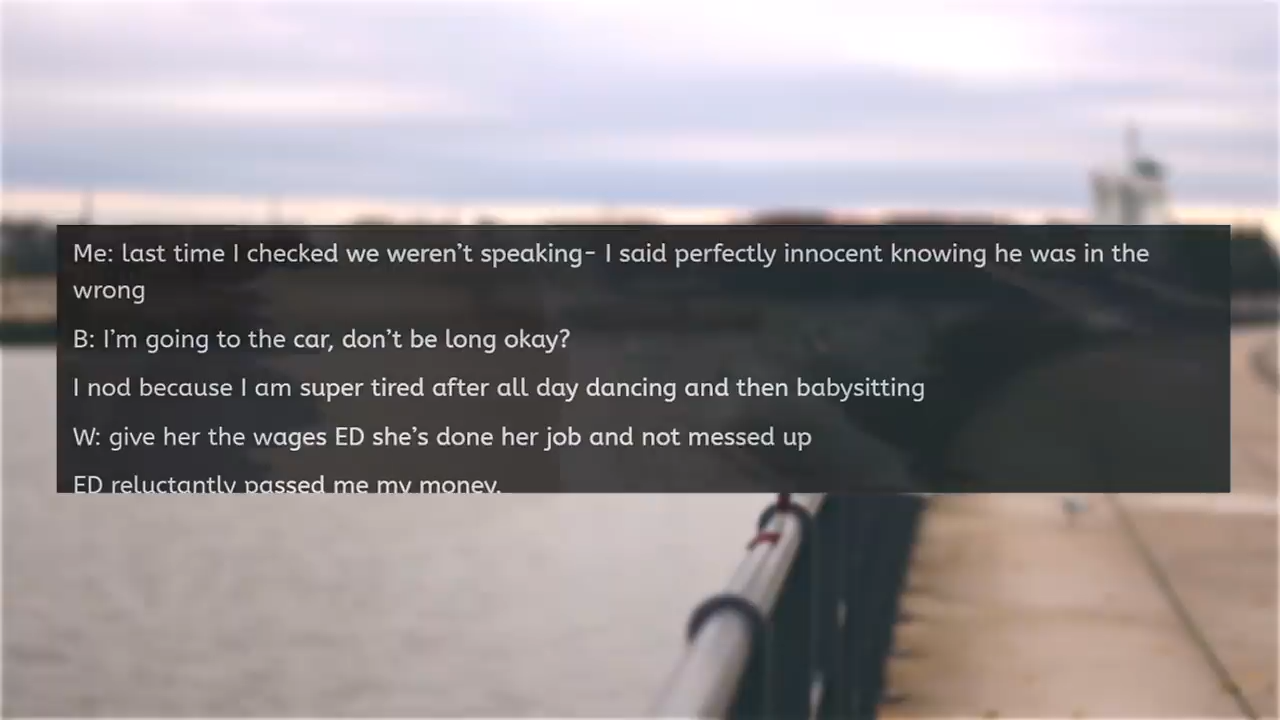 Me: last time I checked we weren't speaking- I said perfectly innocent knowing he was in the
wrong
B: I'm going to the car, don't be long okay?
I nod because I am super tired after all day dancing and then babysitting
W: give her the wages ED she's done her job and not messed up
ED reluctantly passed me my money.